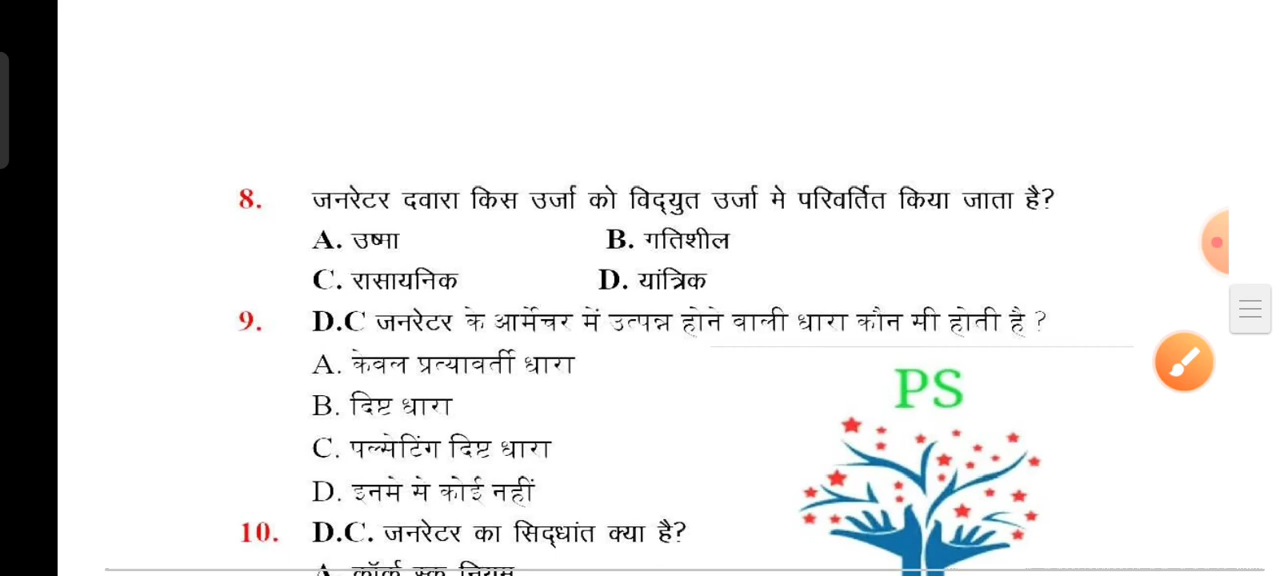 8. जनरेटर दवारा किस उर्जा को विद्युत उर्जा मे परिवर्तित किया जाता है?
A. उष्मा B. गतिशील
C. रासायनिक D. यांत्रिक
9. D.C जनरेटर के आर्मेचर में उत्पन्न होने वाली धारा कौन सी होती है ?
A. केवल प्रत्यावर्ती धारा
B. दिष्ट धारा
C. पल्सेटिंग दिष्ट धारा
D. इनमे से कोई नहीं
PS
10. D.C. जनरेटर का सिद्धांत क्या है?
A. कॉर्क स्क्रू नियम